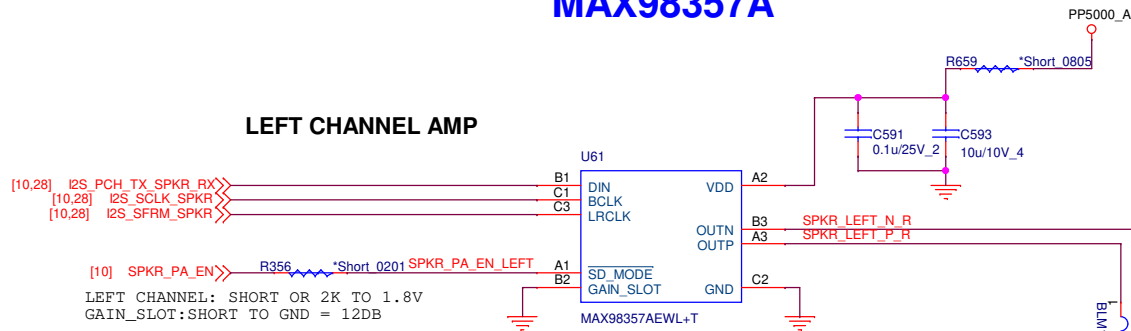 MAX98357A
PP5000_A
R659 *Short_0805
LEFT CHANNEL AMP
C591
0.1u/25V_2
C593
10u/10V_4
U61
[10,28] I2S_PCH_TX_SPKR_RX B1 DIN VDD A2
[10,28] I2S_SCLK_SPKR C1 BCLK
[10,28] I2S_SFRM_SPKR C3 LRCLK
OUTN B3 SPKR_LEFT_N_R
OUTP A3 SPKR_LEFT_P_R
[10] SPKR_PA_EN R356 *Short_0201 SPKR_PA_EN_LEFT A1 SD_MODE
B2 GAIN_SLOT GND C2
LEFT CHANNEL: SHORT OR 2K TO 1.8V
GAIN_SLOT:SHORT TO GND = 12DB
MAX98357AEWL+T
L
BLM